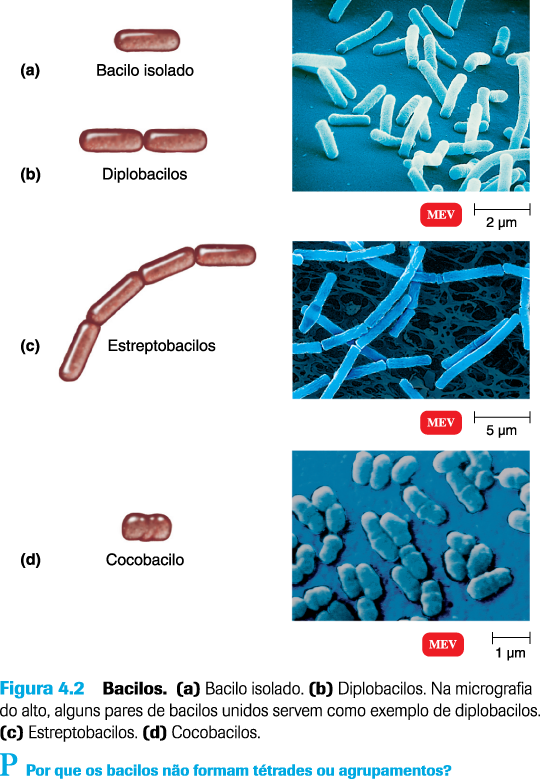 (a)
Bacilo isolado
(b)
Diplobacilos
MEV
2 µm
(c)
Estreptobacilos
MEV
5 µm
(d)
Cocobacilo
MEV
1 µm
Figura 4.2 Bacilos. (a) Bacilo isolado. (b) Diplobacilos. Na micrografia
do alto, alguns pares de bacilos unidos servem como exemplo de diplobacilos.
(c) Estreptobacilos. (d) Cocobacilos.
P Por que os bacilos não formam tétrades ou agrupamentos?